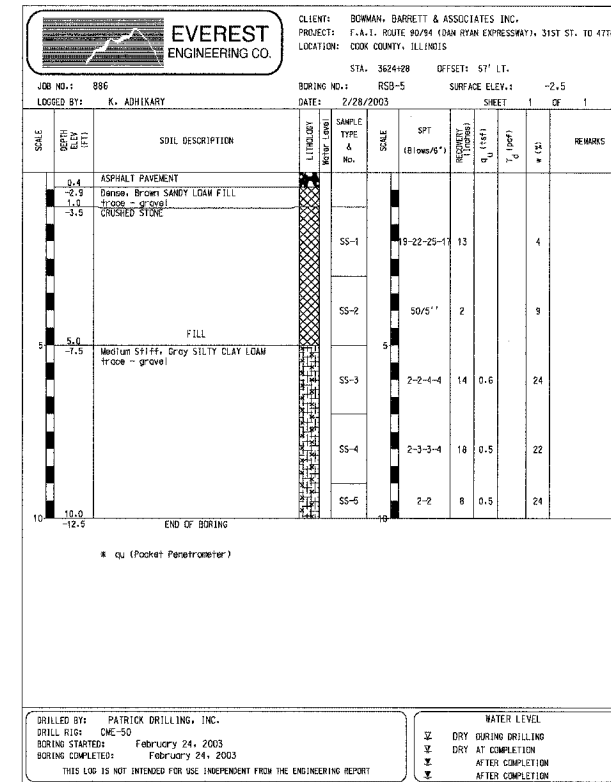 EVEREST
ENGINEERING CO.
CLIENT: BOWMAN, BARRETT & ASSOCIATES INC.
PROJECT: F.A.I. ROUTE 90/94 (DAN RYAN EXPRESSWAY), 31ST ST. TO 47T
LOCATION: COOK COUNTY, ILLINOIS
STA. 3624+28 OFFSET: 57' LT.
JOB NO.: 886 BORING NO.: RSB-5 SURFACE ELEV.: -2.5
LOGGED BY: K. ADHIKARY DATE: 2/28/2003 SHEET 1 OF 1
SCALE DEPTH ELEV (FT) SOIL DESCRIPTION LITHOLOGY Water Level SAMPLE TYPE & No. SCALE SPT (Blows/6") RECOVERY (Inches) qu (tsf) γd (pcf) w (%) REMARKS
ASPHALT PAVEMENT
0.4
-2.9 Dense, Brown SANDY LOAM FILL
1.0 trace - gravel
-3.5 CRUSHED STONE
SS-1 19-22-25-17 13 4
SS-2 50/5'' 2 9
FILL
5 5.0 5
-7.5 Medium Stiff, Gray SILTY CLAY LOAM
trace - gravel
SS-3 2-2-4-4 14 0.6 24
SS-4 2-3-3-4 18 0.5 22
SS-5 2-2 8 0.5 24
10 10.0 10
-12.5 END OF BORING
* qu (Pocket Penetrometer)
DRILLED BY: PATRICK DRILLING, INC.
DRILL RIG: CME-50
BORING STARTED: February 24, 2003
BORING COMPLETED: February 24, 2003
THIS LOG IS NOT INTENDED FOR USE INDEPENDENT FROM THE ENGINEERING REPORT
WATER LEVEL
DRY DURING DRILLING
DRY AT COMPLETION
AFTER COMPLETION
AFTER COMPLETION